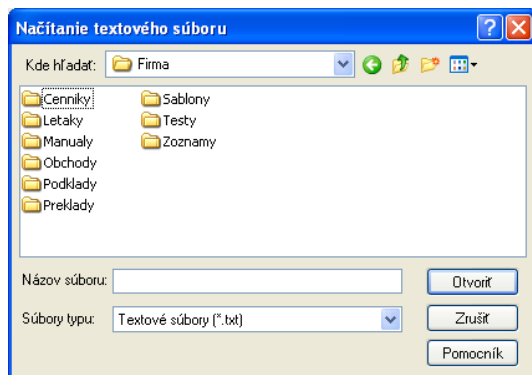 Načítanie textového súboru
Kde hľadať: Firma
Cenniky
Letaky
Manualy
Obchody
Podklady
Preklady
Sablony
Testy
Zoznamy
Názov súboru:
Otvoriť
Súbory typu: Textové súbory (*.txt)
Zrušiť
Pomocník